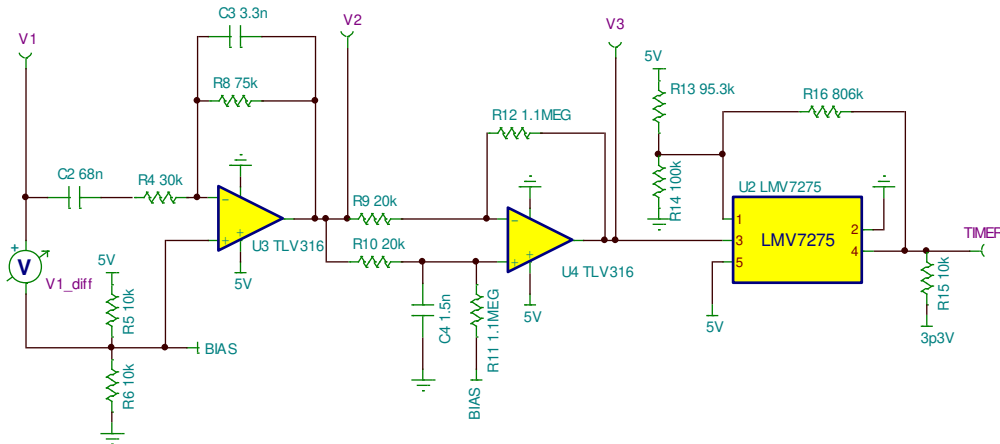 C3 3.3n
V1
V2
V3
R8 75k
5V
R13 95.3k
R16 806k
R12 1.1MEG
C2 68n
R4 30k
R14 100k
U2 LMV7275
R9 20k
U3 TLV316
R10 20k
U4 TLV316
LMV7275
1
3
5
2
4
TIMER
+
V
V1_diff
5V
R5 10k
5V
C4 1.5n
R11 1.1MEG
5V
5V
R15 10k
3p3V
BIAS
R6 10k
BIAS